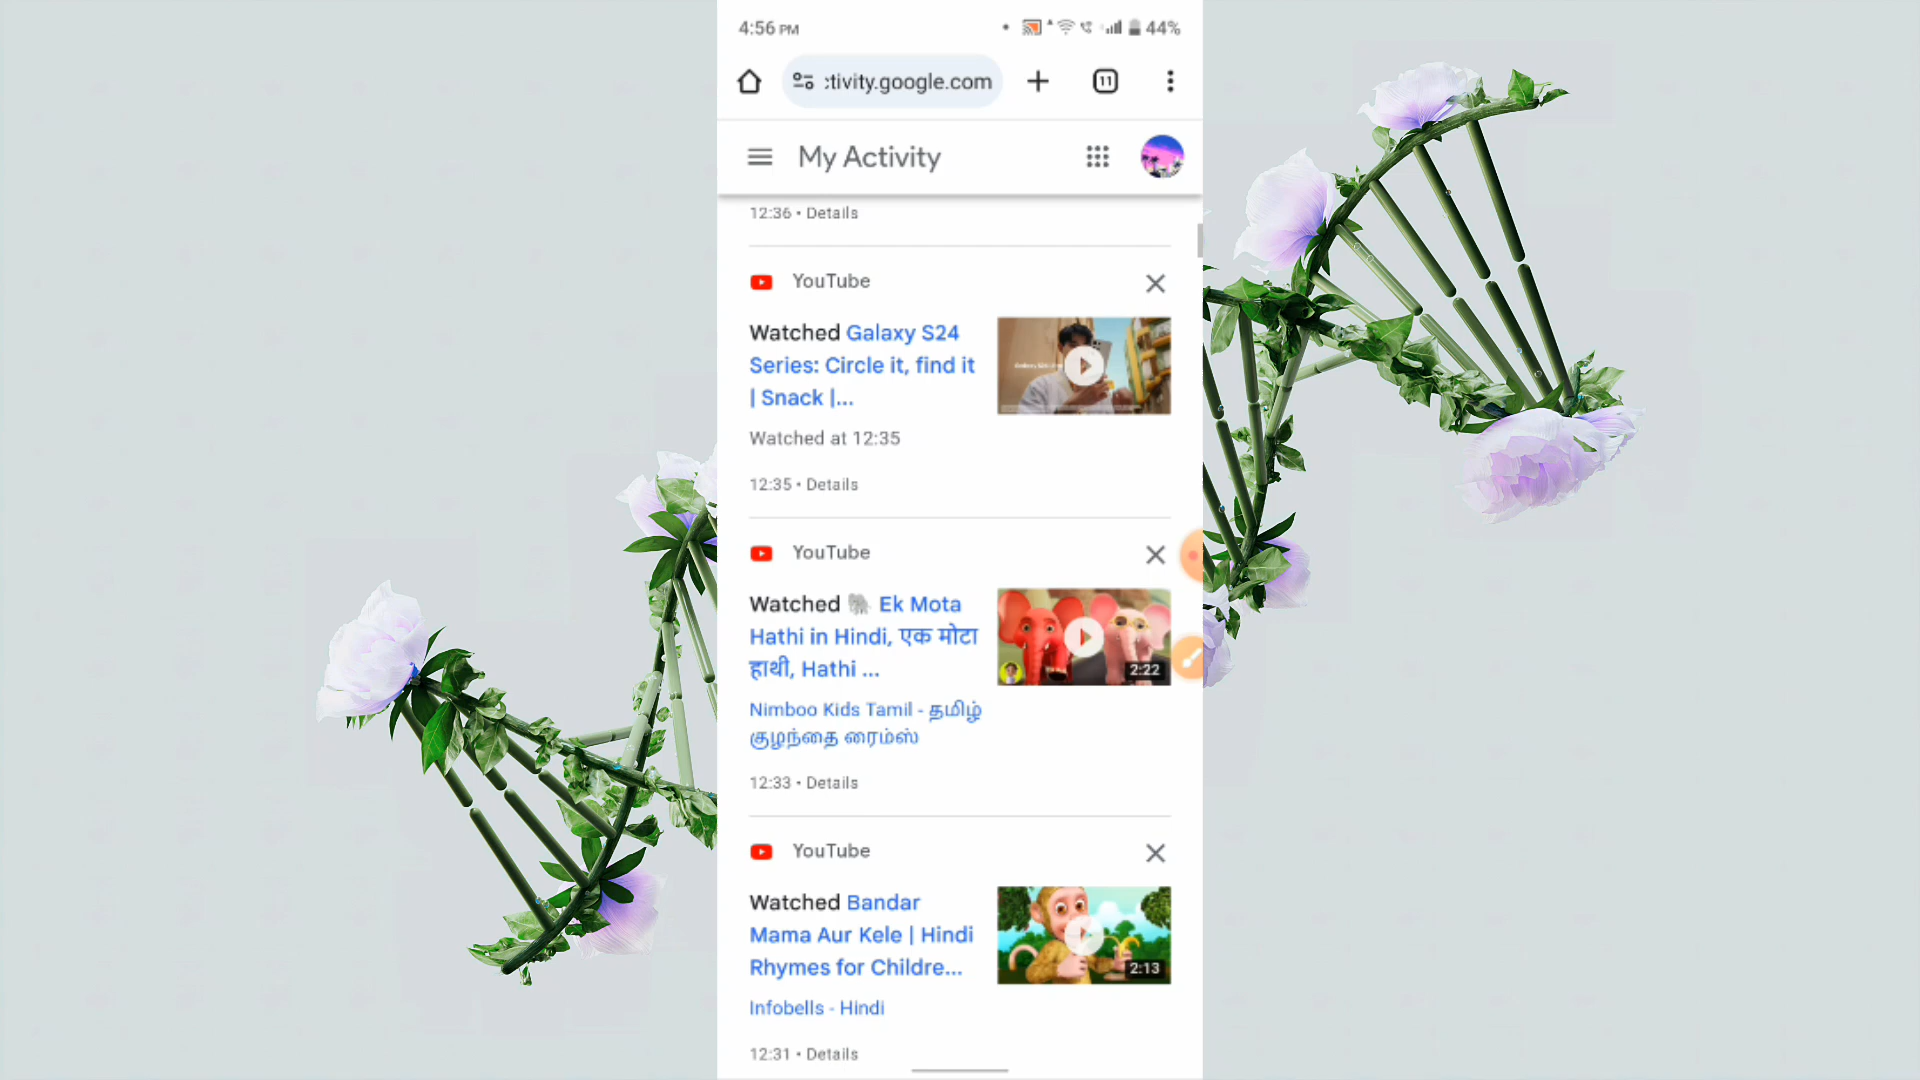 4:56 PM
44%
:tivity.google.com
11
My Activity
12:36 • Details
YouTube
Watched Galaxy S24
Series: Circle it, find it
| Snack |...
Watched at 12:35
12:35 • Details
YouTube
Watched 🐘 Ek Mota
Hathi in Hindi, एक मोटा
हाथी, Hathi ...
2:22
Nimboo Kids Tamil - தமிழ்
குழந்தை ரைம்ஸ்
12:33 • Details
YouTube
Watched Bandar
Mama Aur Kele | Hindi
Rhymes for Childre...
2:13
Infobells - Hindi
12:31 • Details